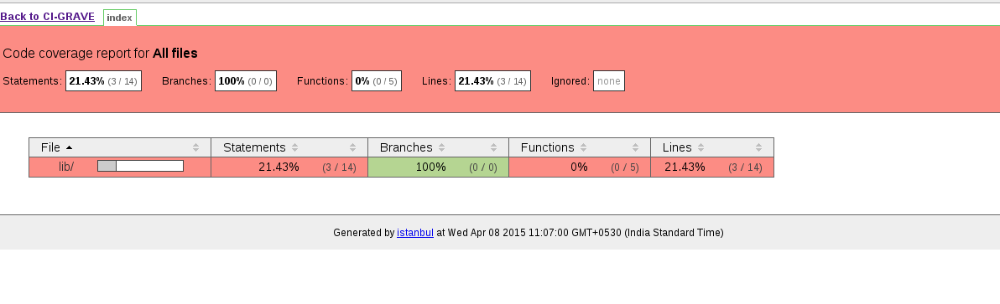 Back to CI-GRAVE index
Code coverage report for All files
Statements: 21.43% (3 / 14) Branches: 100% (0 / 0) Functions: 0% (0 / 5) Lines: 21.43% (3 / 14) Ignored: none
File Statements Branches Functions Lines
lib/ 21.43% (3 / 14) 100% (0 / 0) 0% (0 / 5) 21.43% (3 / 14)
Generated by istanbul at Wed Apr 08 2015 11:07:00 GMT+0530 (India Standard Time)